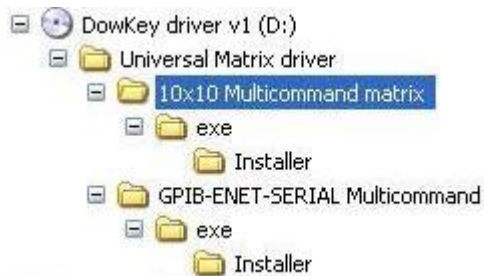 DowKey driver v1 (D:)
Universal Matrix driver
10x10 Multicommand matrix
exe
Installer
GPIB-ENET-SERIAL Multicommand
exe
Installer